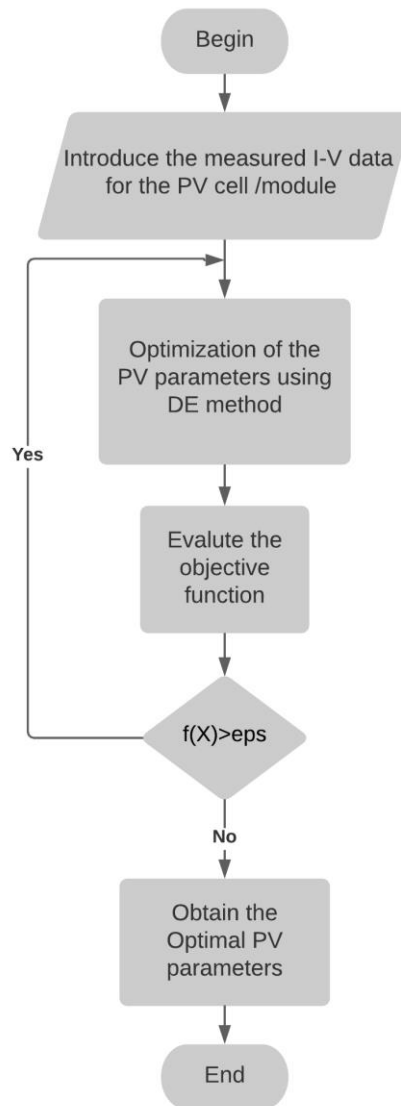 Begin
Introduce the measured I-V data
for the PV cell /module
Optimization of the
PV parameters using
DE method
Yes
Evalute the
objective
function
f(X)>eps
No
Obtain the
Optimal PV
parameters
End